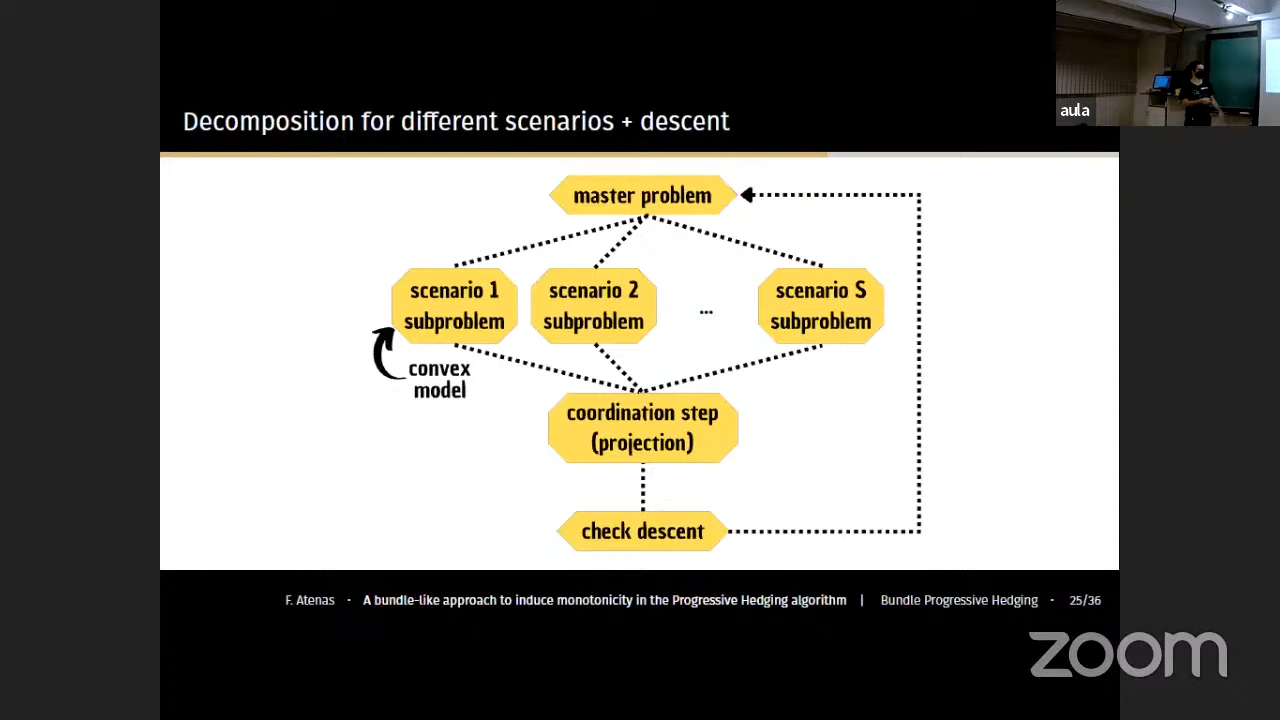 aula
Decomposition for different scenarios + descent
master problem
scenario 1
subproblem
scenario 2
subproblem
...
scenario S
subproblem
convex
model
coordination step
(projection)
check descent
F. Atenas · A bundle-like approach to induce monotonicity in the Progressive Hedging algorithm | Bundle Progressive Hedging · 25/36
zoom